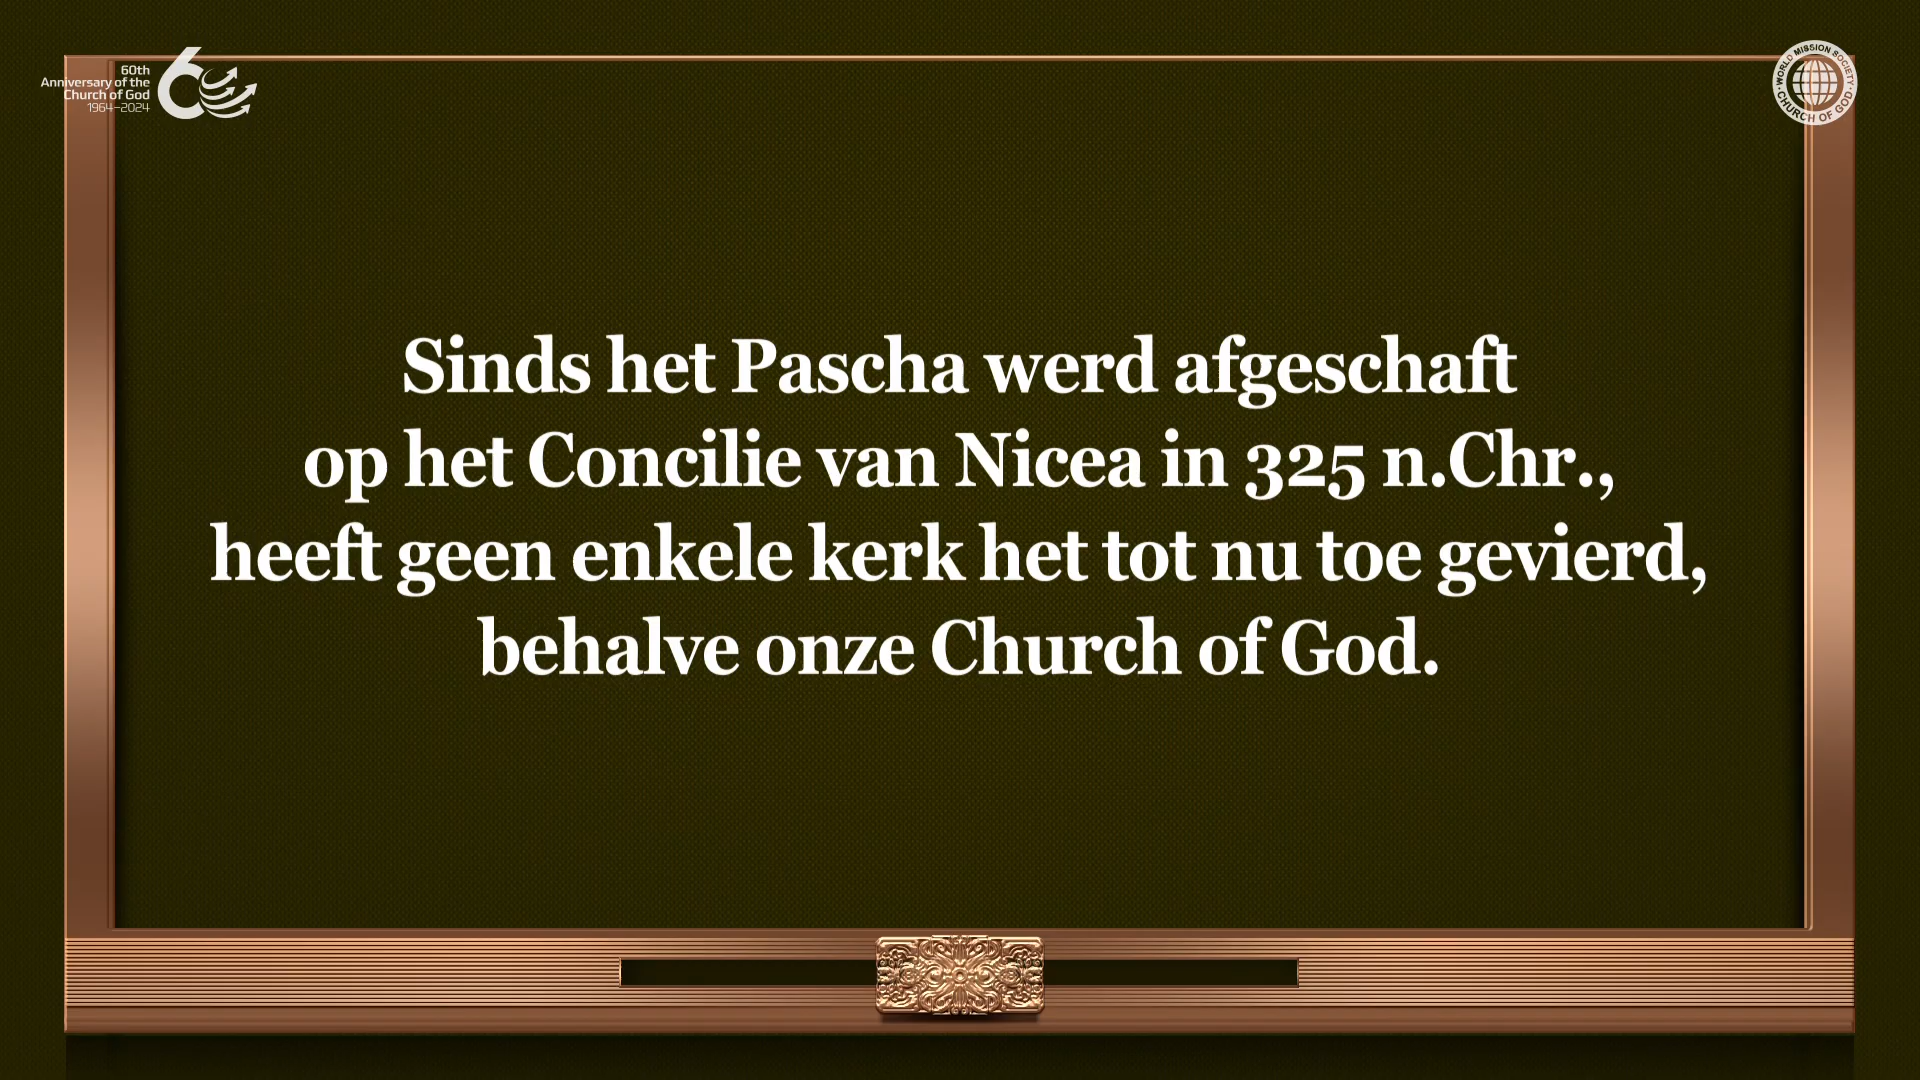 60th
Anniversary of the
Church of God
1964–2024
60
WORLD MISSION SOCIETY
CHURCH OF GOD
Sinds het Pascha werd afgeschaft
op het Concilie van Nicea in 325 n.Chr.,
heeft geen enkele kerk het tot nu toe gevierd,
behalve onze Church of God.